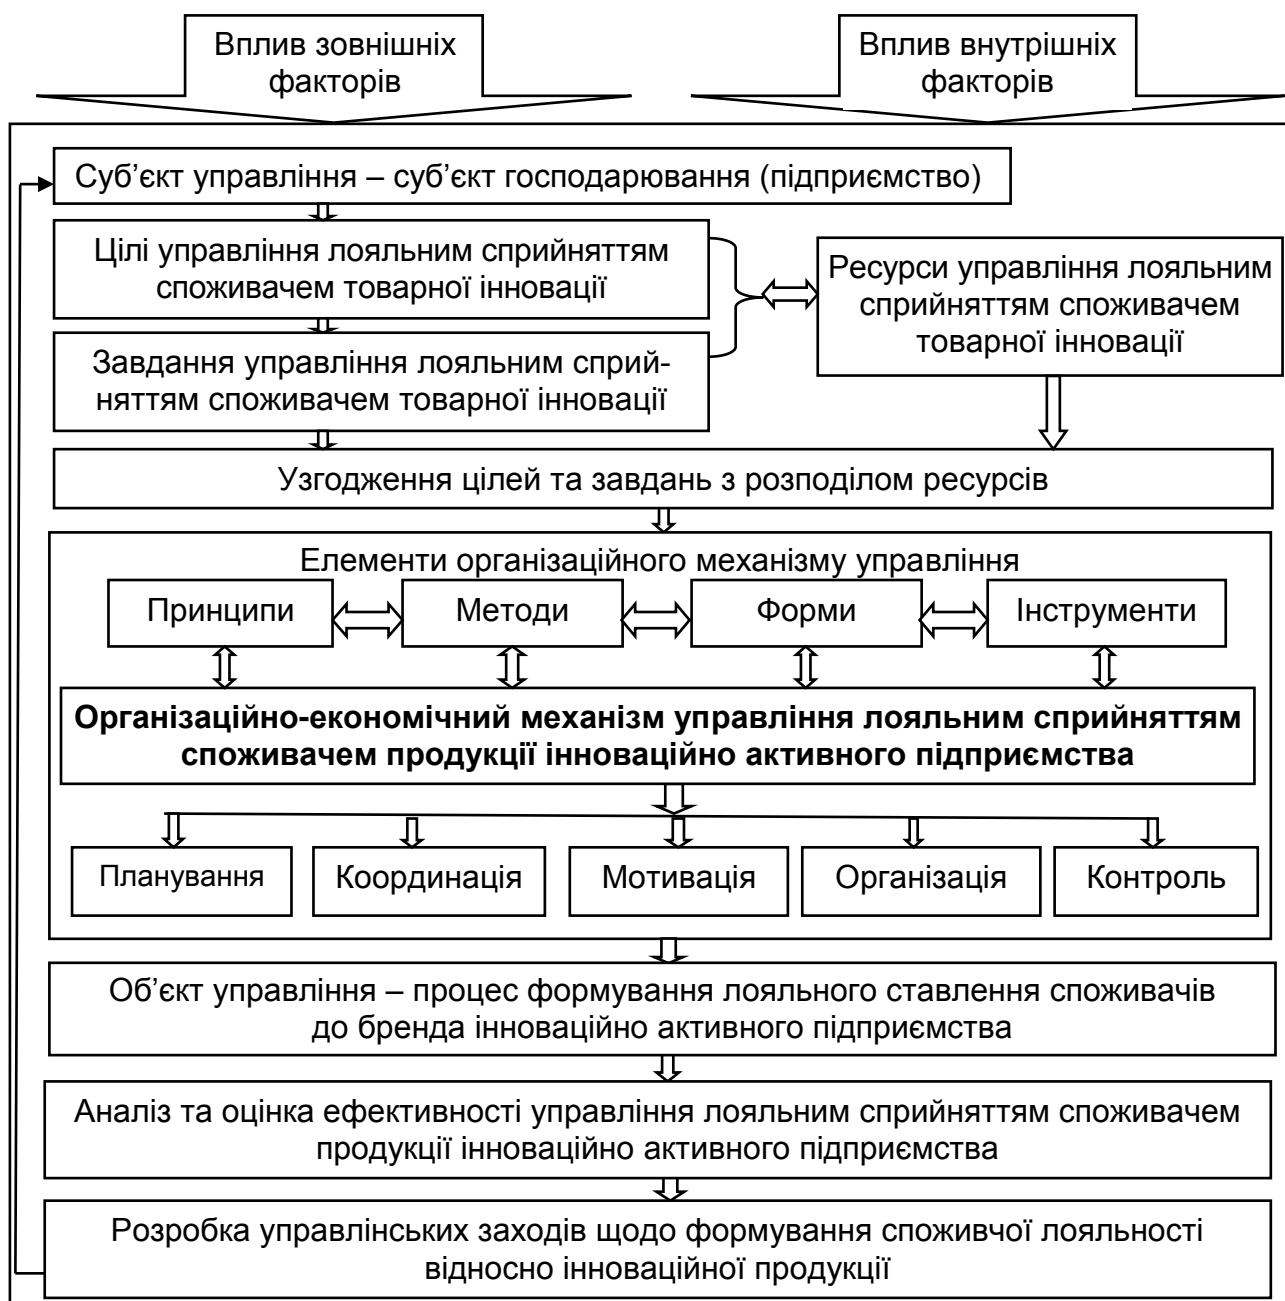 Вплив зовнішніх
факторів
Вплив внутрішніх
факторів
Суб’єкт управління – суб’єкт господарювання (підприємство)
Цілі управління лояльним сприйняттям
споживачем товарної інновації
Ресурси управління лояльним
сприйняттям споживачем
товарної інновації
Завдання управління лояльним сприй-
няттям споживачем товарної інновації
Узгодження цілей та завдань з розподілом ресурсів
Елементи організаційного механізму управління
Принципи
Методи
Форми
Інструменти
Організаційно-економічний механізм управління лояльним сприйняттям
споживачем продукції інноваційно активного підприємства
Планування
Координація
Мотивація
Організація
Контроль
Об’єкт управління – процес формування лояльного ставлення споживачів
до бренда інноваційно активного підприємства
Аналіз та оцінка ефективності управління лояльним сприйняттям споживачем
продукції інноваційно активного підприємства
Розробка управлінських заходів щодо формування споживчої лояльності
відносно інноваційної продукції